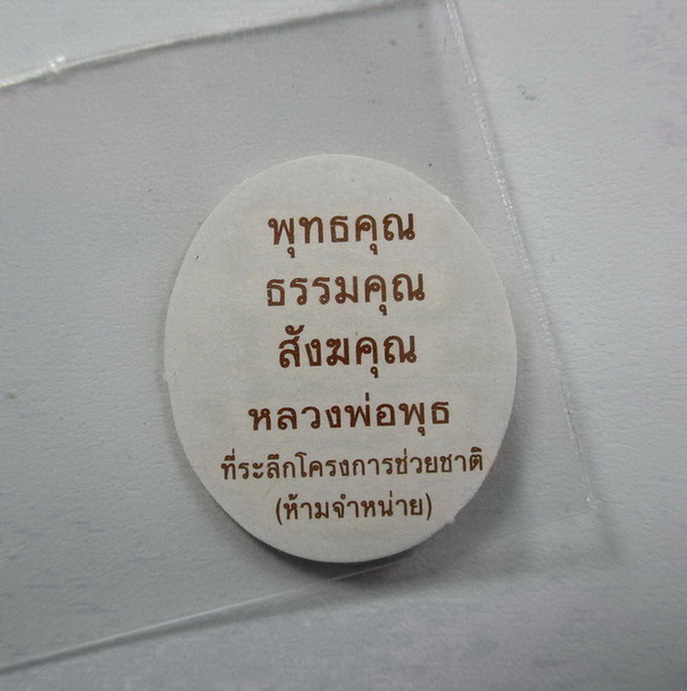 พุทธคุณ
ธรรมคุณ
สังฆคุณ
หลวงพ่อพุธ
ที่ระลึกโครงการช่วยชาติ
(ห้ามจำหน่าย)